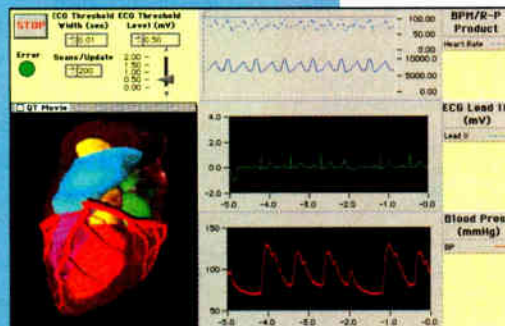 STOP
ECG Threshold
Width (sec)
0.01
ECG Threshold
Level (mV)
0.50
Error
Scans/Update
200
2.00
1.50
1.00
0.50
0.00
100.00
50.00
0.00
10000.0
5000.00
0.00
BPM/R-P
Product
Heart Rate
QT Movie
4.0
2.0
0.0
-2.0
-5.0 -4.0 -3.0 -2.0 -1.0 -0.0
ECG Lead II
(mV)
Lead II
150
100
50
-5.0 -4.0 -3.0 -2.0 -1.0 -0.0
Blood Pres
(mmHg)
BP